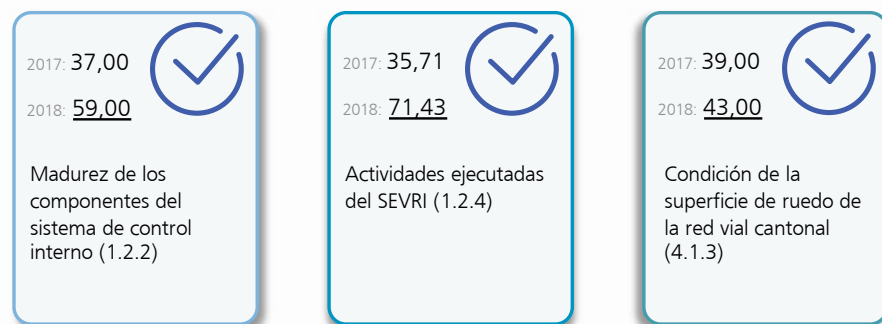 2017: 37,00
2018: 59,00
Madurez de los
componentes del
sistema de control
interno (1.2.2)
2017: 35,71
2018: 71,43
Actividades ejecutadas
del SEVRI (1.2.4)
2017: 39,00
2018: 43,00
Condición de la
superficie de ruedo de
la red vial cantonal
(4.1.3)